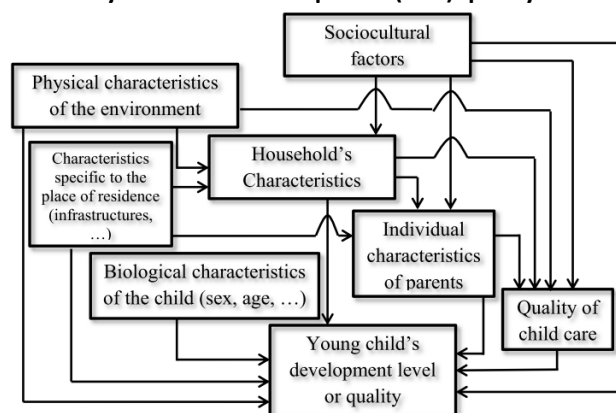 Sociocultural
factors
Physical characteristics
of the environment
Characteristics
specific to the
place of residence
(infrastructures,
…)
Household's
Characteristics
Individual
characteristics
of parents
Biological characteristics
of the child (sex, age, …)
Quality of
child care
Young child's
development level
or quality